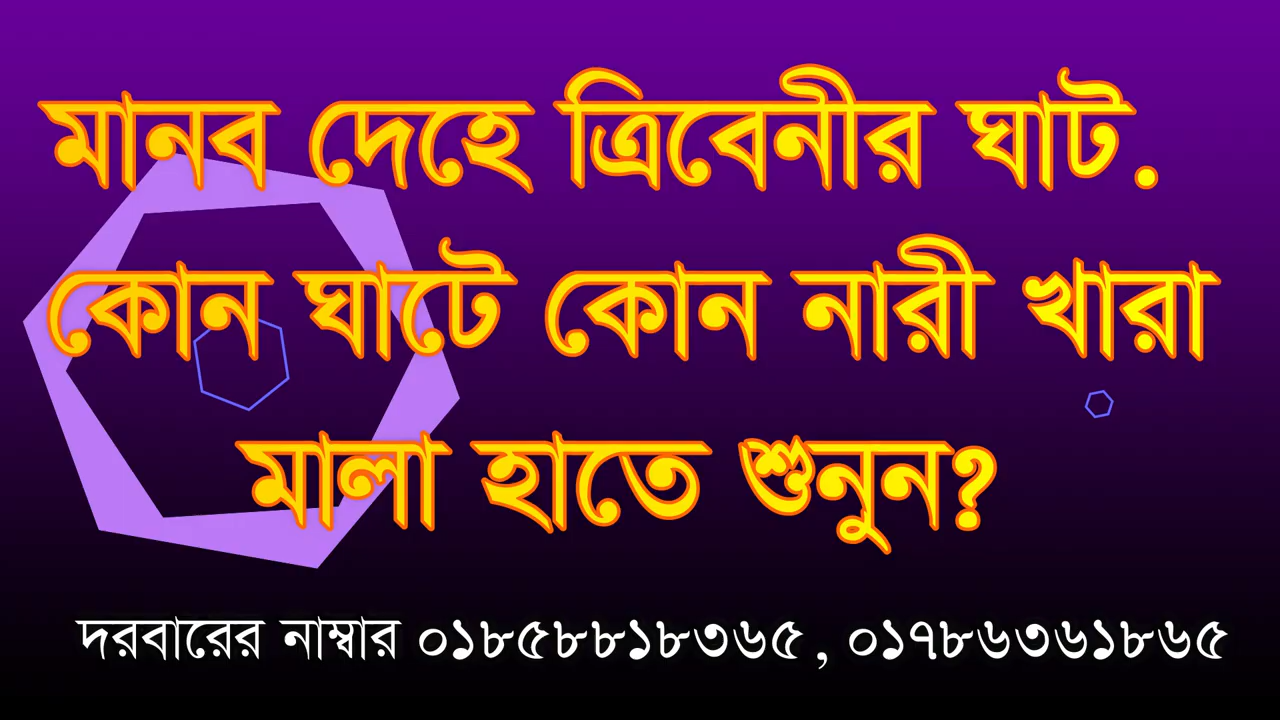 মানব দেহে ত্রিবেনীর ঘাট.
কোন ঘাটে কোন নারী খারা
মালা হাতে শুনুন?
দরবারের নাম্বার ০১৮৫৮৮১৮৩৬৫, ০১৭৮৬৩৬১৮৬৫